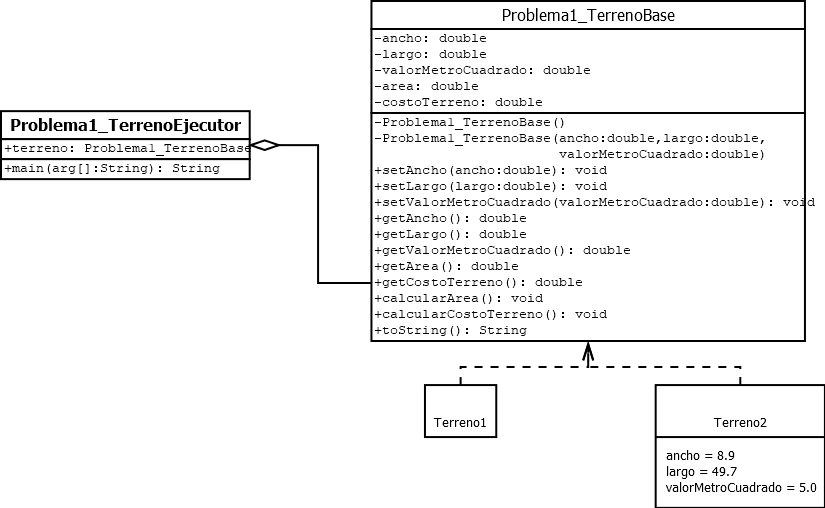 Problema1_TerrenoBase
-ancho: double
-largo: double
-valorMetroCuadrado: double
-area: double
-costoTerreno: double
-Problema1_TerrenoBase()
-Problema1_TerrenoBase(ancho:double,largo:double,
valorMetroCuadrado:double)
+setAncho(ancho:double): void
+setLargo(largo:double): void
+setValorMetroCuadrado(valorMetroCuadrado:double): void
+getAncho(): double
+getLargo(): double
+getValorMetroCuadrado(): double
+getArea(): double
+getCostoTerreno(): double
+calcularArea(): void
+calcularCostoTerreno(): void
+toString(): String
Problema1_TerrenoEjecutor
+terreno: Problema1_TerrenoBase
+main(arg[]:String): String
Terreno1
Terreno2
ancho = 8.9
largo = 49.7
valorMetroCuadrado = 5.0